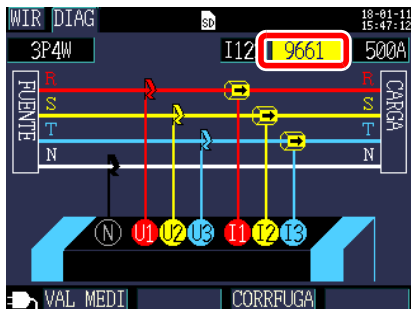 WIR DIAG SD 18-01-11
15:47:12
3P4W I12 9661 500A
FUENTE R R CARGA
S S
T T
N N
N U1 U2 U3 I1 I2 I3
VAL MEDI CORRFUGA